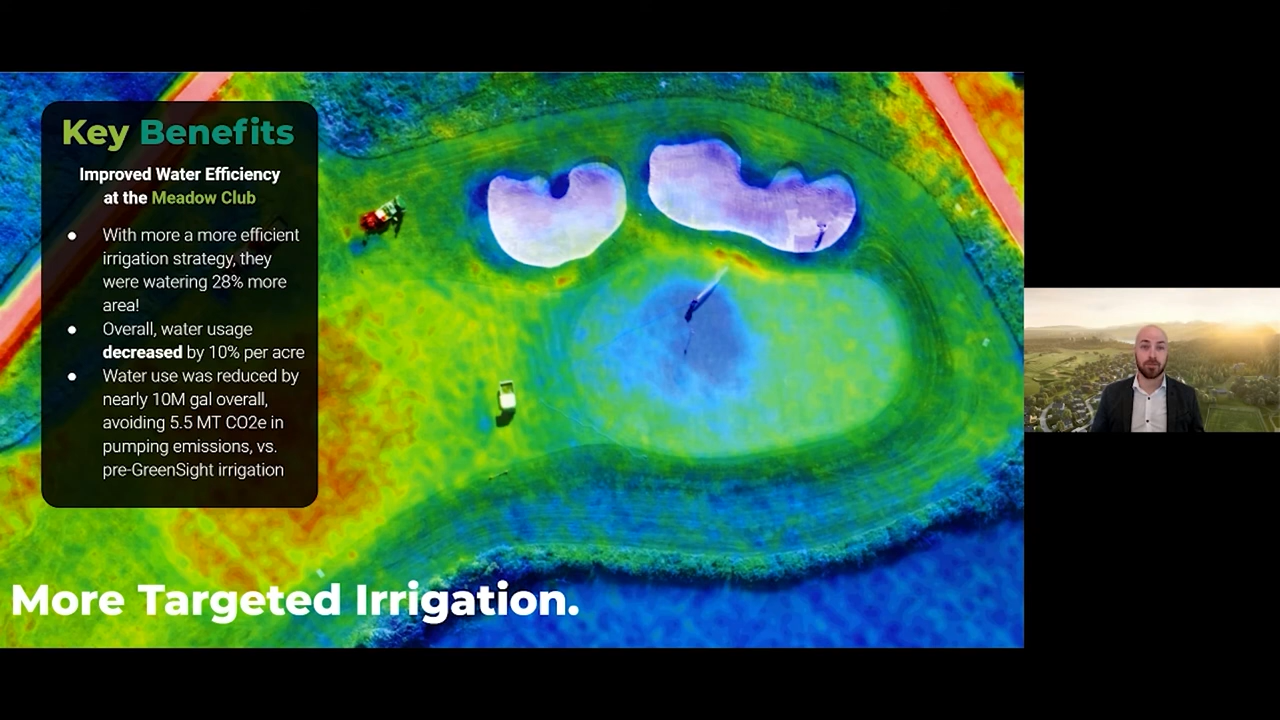 Key Benefits
Improved Water Efficiency
at the Meadow Club
● With more a more efficient
irrigation strategy, they
were watering 28% more
area!
● Overall, water usage
decreased by 10% per acre
● Water use was reduced by
nearly 10M gal overall,
avoiding 5.5 MT CO2e in
pumping emissions, vs.
pre-GreenSight irrigation
More Targeted Irrigation.